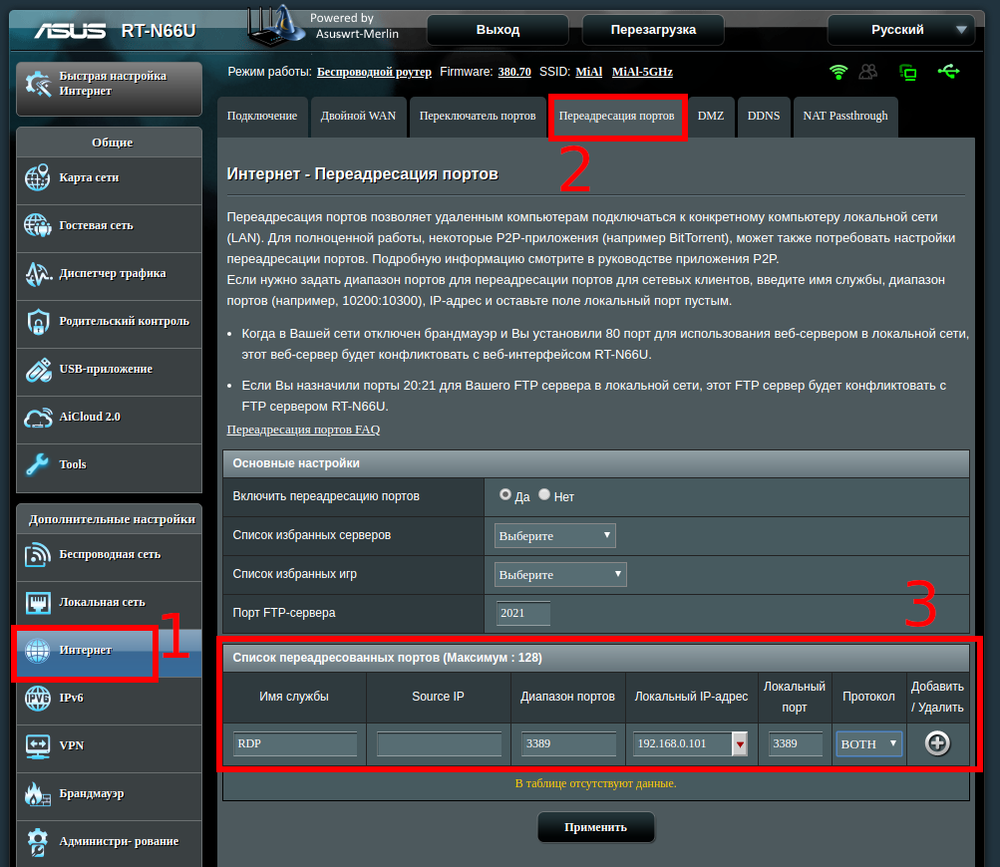 ASUS RT-N66U
Powered by
Asuswrt-Merlin
Выход
Перезагрузка
Русский
Быстрая настройка
Интернет
Режим работы: Беспроводной роутер Firmware: 380.70 SSID: MiAl MiAl-5GHz
Подключение
Двойной WAN
Переключатель портов
Переадресация портов
DMZ
DDNS
NAT Passthrough
2
Общие
Карта сети
Гостевая сеть
Диспетчер трафика
Родительский контроль
USB-приложение
AiCloud 2.0
Tools
Дополнительные настройки
Беспроводная сеть
Локальная сеть
1
Интернет
IPv6
VPN
Брандмауэр
Администри- рование
Интернет - Переадресация портов
Переадресация портов позволяет удаленным компьютерам подключаться к конкретному компьютеру локальной сети
(LAN). Для полноценной работы, некоторые P2P-приложения (например BitTorrent), может также потребовать настройки
переадресации портов. Подробную информацию смотрите в руководстве приложения P2P.
Если нужно задать диапазон портов для переадресации портов для сетевых клиентов, введите имя службы, диапазон
портов (например, 10200:10300), IP-адрес и оставьте поле локальный порт пустым.
• Когда в Вашей сети отключен брандмауэр и Вы установили 80 порт для использования веб-сервером в локальной сети,
этот веб-сервер будет конфликтовать с веб-интерфейсом RT-N66U.
• Если Вы назначили порты 20:21 для Вашего FTP сервера в локальной сети, этот FTP сервер будет конфликтовать с
FTP сервером RT-N66U.
Переадресация портов FAQ
Основные настройки
Включить переадресацию портов Да Нет
Список избранных серверов Выберите
Список избранных игр Выберите
Порт FTP-сервера 2021
3
Список переадресованных портов (Максимум : 128)
Имя службы Source IP Диапазон портов Локальный IP-адрес Локальный порт Протокол Добавить / Удалить
RDP 3389 192.168.0.101 3389 BOTH
В таблице отсутствуют данные.
Применить